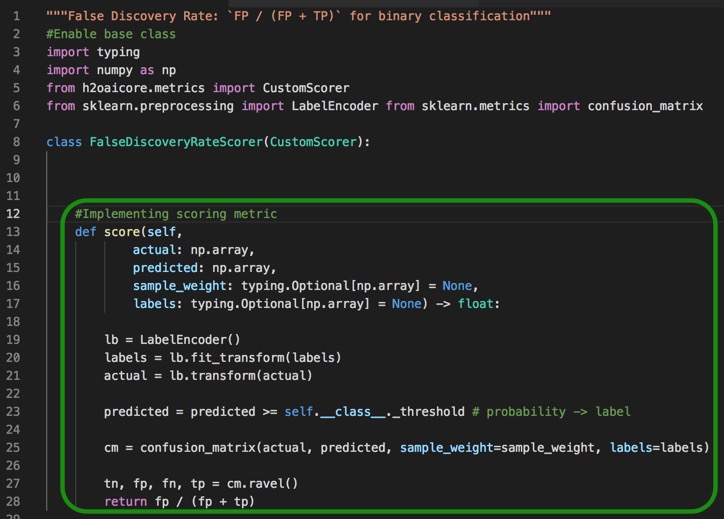 1 """False Discovery Rate: `FP / (FP + TP)` for binary classification"""
2 #Enable base class
3 import typing
4 import numpy as np
5 from h2oaicore.metrics import CustomScorer
6 from sklearn.preprocessing import LabelEncoder from sklearn.metrics import confusion_matrix
7
8 class FalseDiscoveryRateScorer(CustomScorer):
9
10
11
12 #Implementing scoring metric
13 def score(self,
14 actual: np.array,
15 predicted: np.array,
16 sample_weight: typing.Optional[np.array] = None,
17 labels: typing.Optional[np.array] = None) -> float:
18
19 lb = LabelEncoder()
20 labels = lb.fit_transform(labels)
21 actual = lb.transform(actual)
22
23 predicted = predicted >= self.__class__._threshold # probability -> label
24
25 cm = confusion_matrix(actual, predicted, sample_weight=sample_weight, labels=labels)
26
27 tn, fp, fn, tp = cm.ravel()
28 return fp / (fp + tp)
29